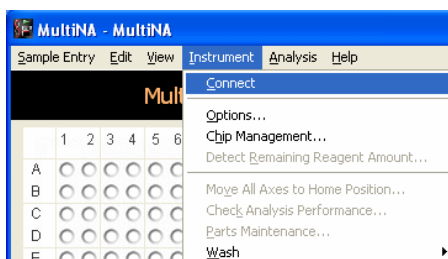 MultiNA - MultiNA
Sample Entry Edit View Instrument Analysis Help
Connect
Options...
Chip Management...
Detect Remaining Reagent Amount...
Move All Axes to Home Position...
Check Analysis Performance...
Parts Maintenance...
Wash
Mult
1 2 3 4 5 6
A
B
C
D
E